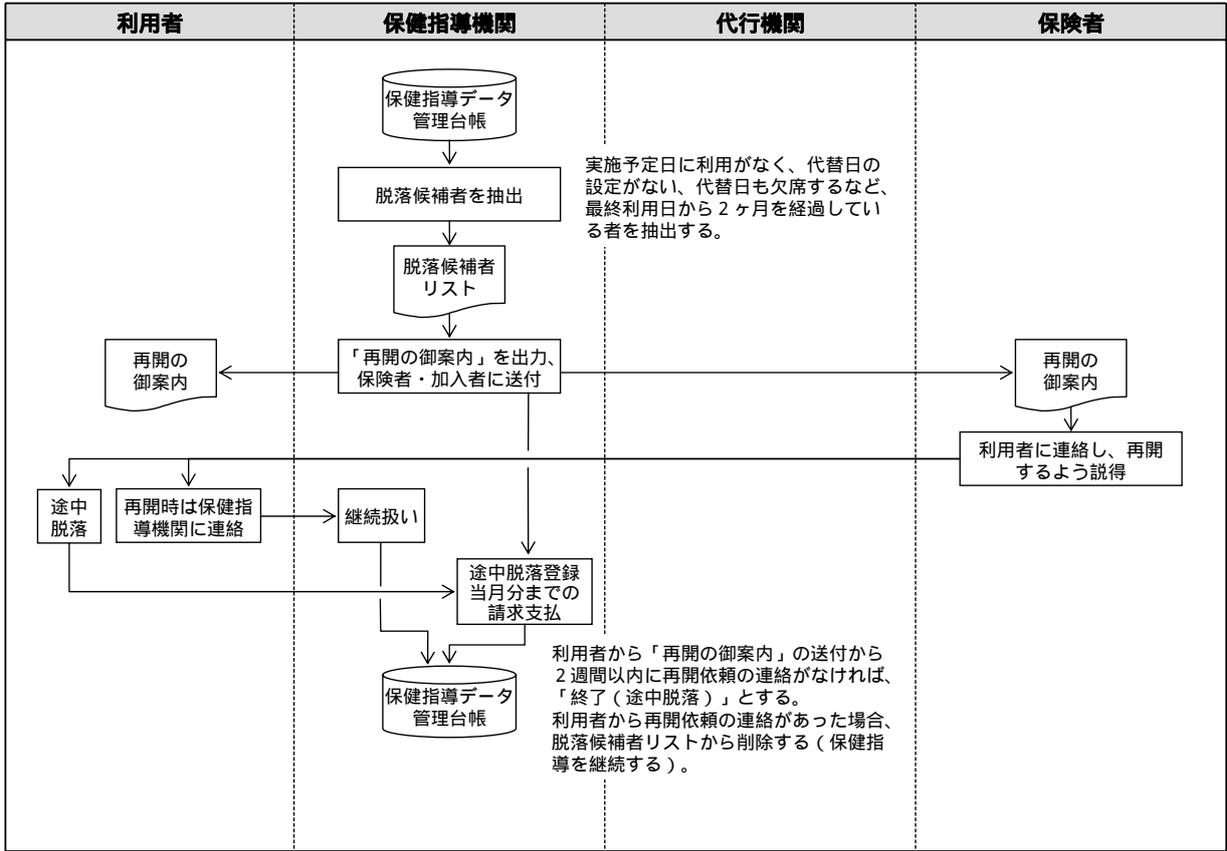 利用者
保健指導機関
代行機関
保険者
保健指導データ
管理台帳
脱落候補者を抽出
実施予定日に利用がなく、代替日の
設定がない、代替日も欠席するなど、
最終利用日から2ヶ月を経過してい
る者を抽出する。
脱落候補者
リスト
再開の
御案内
「再開の御案内」を出力、
保険者・加入者に送付
再開の
御案内
利用者に連絡し、再開
するよう説得
途中
脱落
再開時は保健指
導機関に連絡
継続扱い
途中脱落登録
当月分までの
請求支払
保健指導データ
管理台帳
利用者から「再開の御案内」の送付から
2週間以内に再開依頼の連絡がなければ、
「終了(途中脱落)」とする。
利用者から再開依頼の連絡があった場合、
脱落候補者リストから削除する(保健指
導を継続する)。